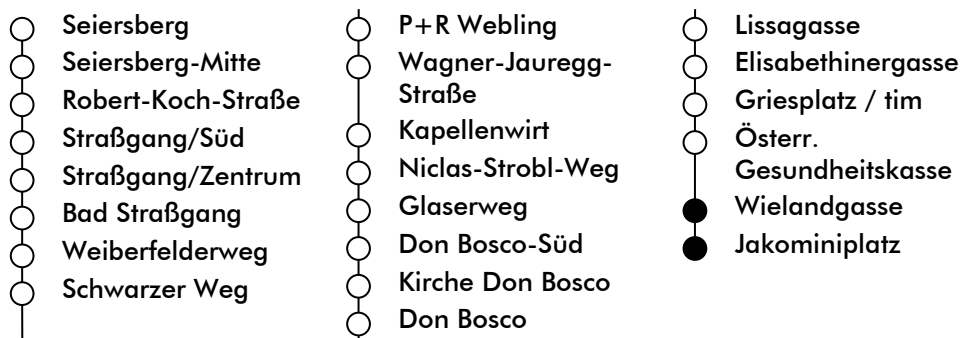 Seiersberg
Seiersberg-Mitte
Robert-Koch-Straße
Straßgang/Süd
Straßgang/Zentrum
Bad Straßgang
Weiberfelderweg
Schwarzer Weg
P+R Webling
Wagner-Jauregg-
Straße
Kapellenwirt
Niclas-Strobl-Weg
Glaserweg
Don Bosco-Süd
Kirche Don Bosco
Don Bosco
Lissagasse
Elisabethinergasse
Griesplatz / tim
Österr.
Gesundheitskasse
Wielandgasse
Jakominiplatz